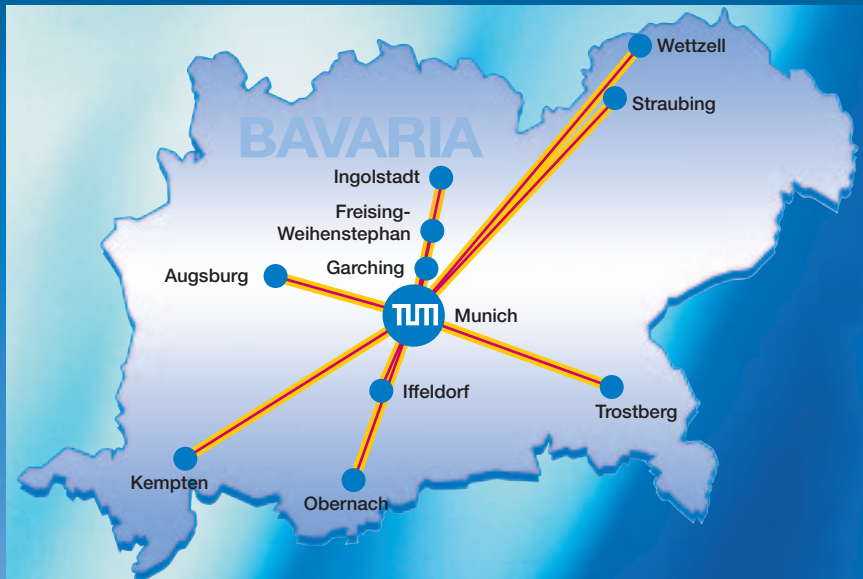 Wettzell
Straubing
BAVARIA
Ingolstadt
Freising-
Weihenstephan
Garching
Augsburg
TUM
Munich
Iffeldorf
Trostberg
Kempten
Obernach